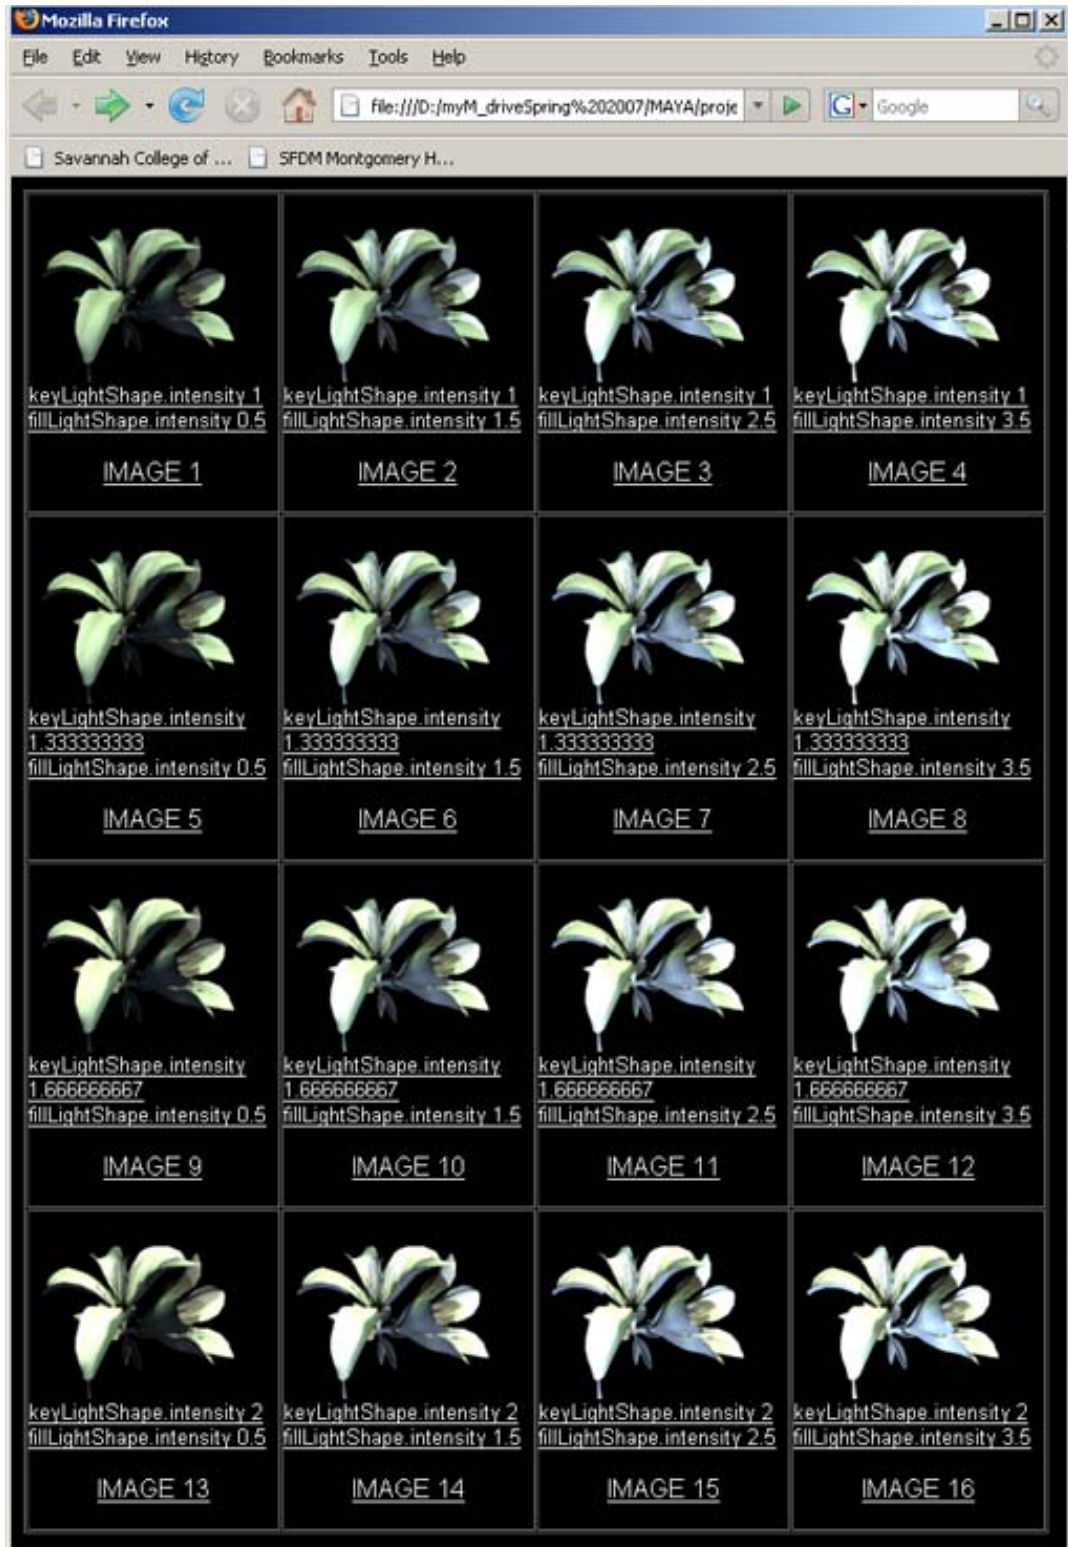 Mozilla Firefox
File Edit View History Bookmarks Tools Help
file:///D:/myM_driveSpring%202007/MAYA/proje
G Google
Savannah College of ... SFDM Montgomery H...
keyLightShape.intensity 1
fillLightShape.intensity 0.5
IMAGE 1
keyLightShape.intensity 1
fillLightShape.intensity 1.5
IMAGE 2
keyLightShape.intensity 1
fillLightShape.intensity 2.5
IMAGE 3
keyLightShape.intensity 1
fillLightShape.intensity 3.5
IMAGE 4
keyLightShape.intensity
1.333333333
fillLightShape.intensity 0.5
IMAGE 5
keyLightShape.intensity
1.333333333
fillLightShape.intensity 1.5
IMAGE 6
keyLightShape.intensity
1.333333333
fillLightShape.intensity 2.5
IMAGE 7
keyLightShape.intensity
1.333333333
fillLightShape.intensity 3.5
IMAGE 8
keyLightShape.intensity
1.666666667
fillLightShape.intensity 0.5
IMAGE 9
keyLightShape.intensity
1.666666667
fillLightShape.intensity 1.5
IMAGE 10
keyLightShape.intensity
1.666666667
fillLightShape.intensity 2.5
IMAGE 11
keyLightShape.intensity
1.666666667
fillLightShape.intensity 3.5
IMAGE 12
keyLightShape.intensity 2
fillLightShape.intensity 0.5
IMAGE 13
keyLightShape.intensity 2
fillLightShape.intensity 1.5
IMAGE 14
keyLightShape.intensity 2
fillLightShape.intensity 2.5
IMAGE 15
keyLightShape.intensity 2
fillLightShape.intensity 3.5
IMAGE 16